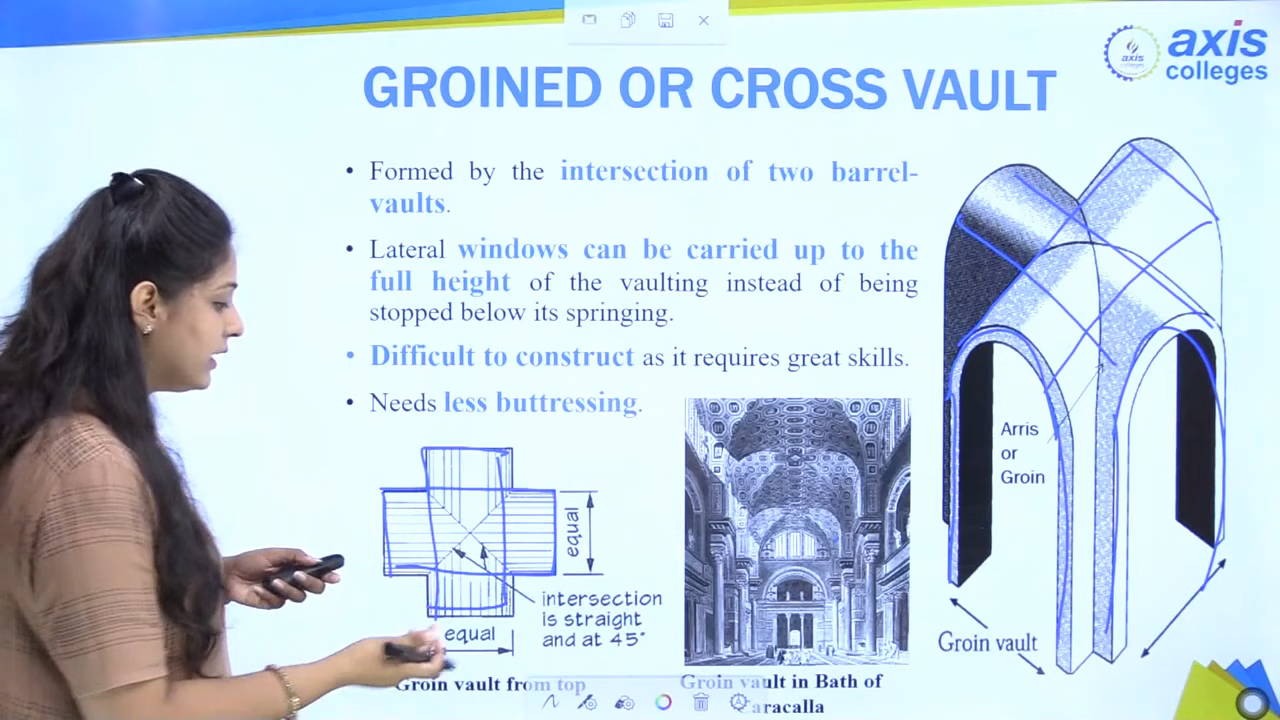 axis
colleges
axis
colleges
GROINED OR CROSS VAULT
• Formed by the intersection of two barrel-
vaults.
• Lateral windows can be carried up to the
full height of the vaulting instead of being
stopped below its springing.
• Difficult to construct as it requires great skills.
• Needs less buttressing.
equal
intersection
is straight
and at 45°
equal
Groin vault from top
Groin vault in Bath of
aracalla
Arris
or
Groin
Groin vault